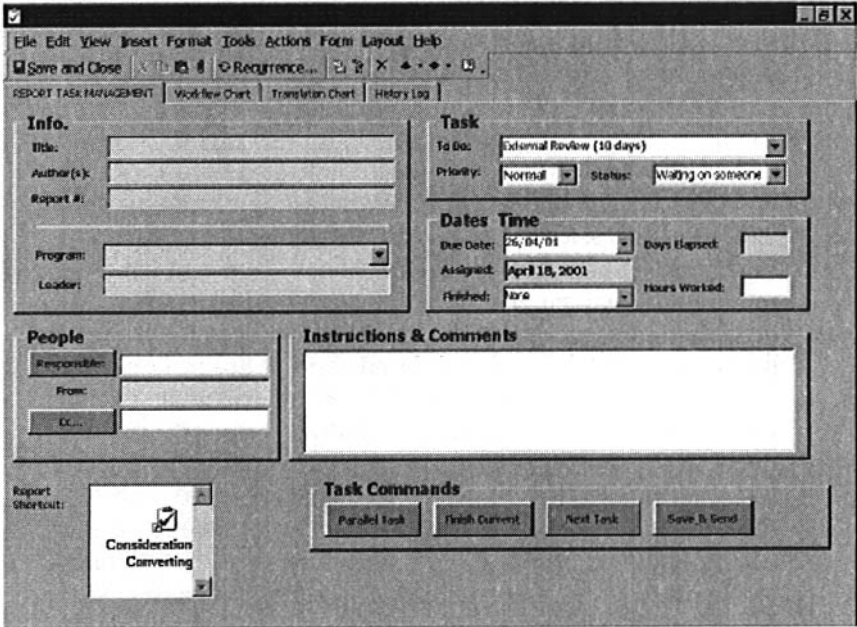 File Edit View Insert Format Tools Actions Form Layout Help
Save and Close Recurrence...
REPORT TASK MANAGEMENT Workflow Chart Translation Chart History Log
Info.
Title:
Author(s):
Report #:
Program:
Leader:
Task
To Do: External Review (10 days)
Priority: Normal Status: Waiting on someone
Dates Time
Due Date: 26/04/01 Days Elapsed:
Assigned: April 18, 2001
Finished: None Hours Worked:
People
Responsible:
From:
Cc...
Instructions & Comments
Report
Shortcut:
Consideration
Converting
Task Commands
Parallel Task Finish Current Next Task Save & Send